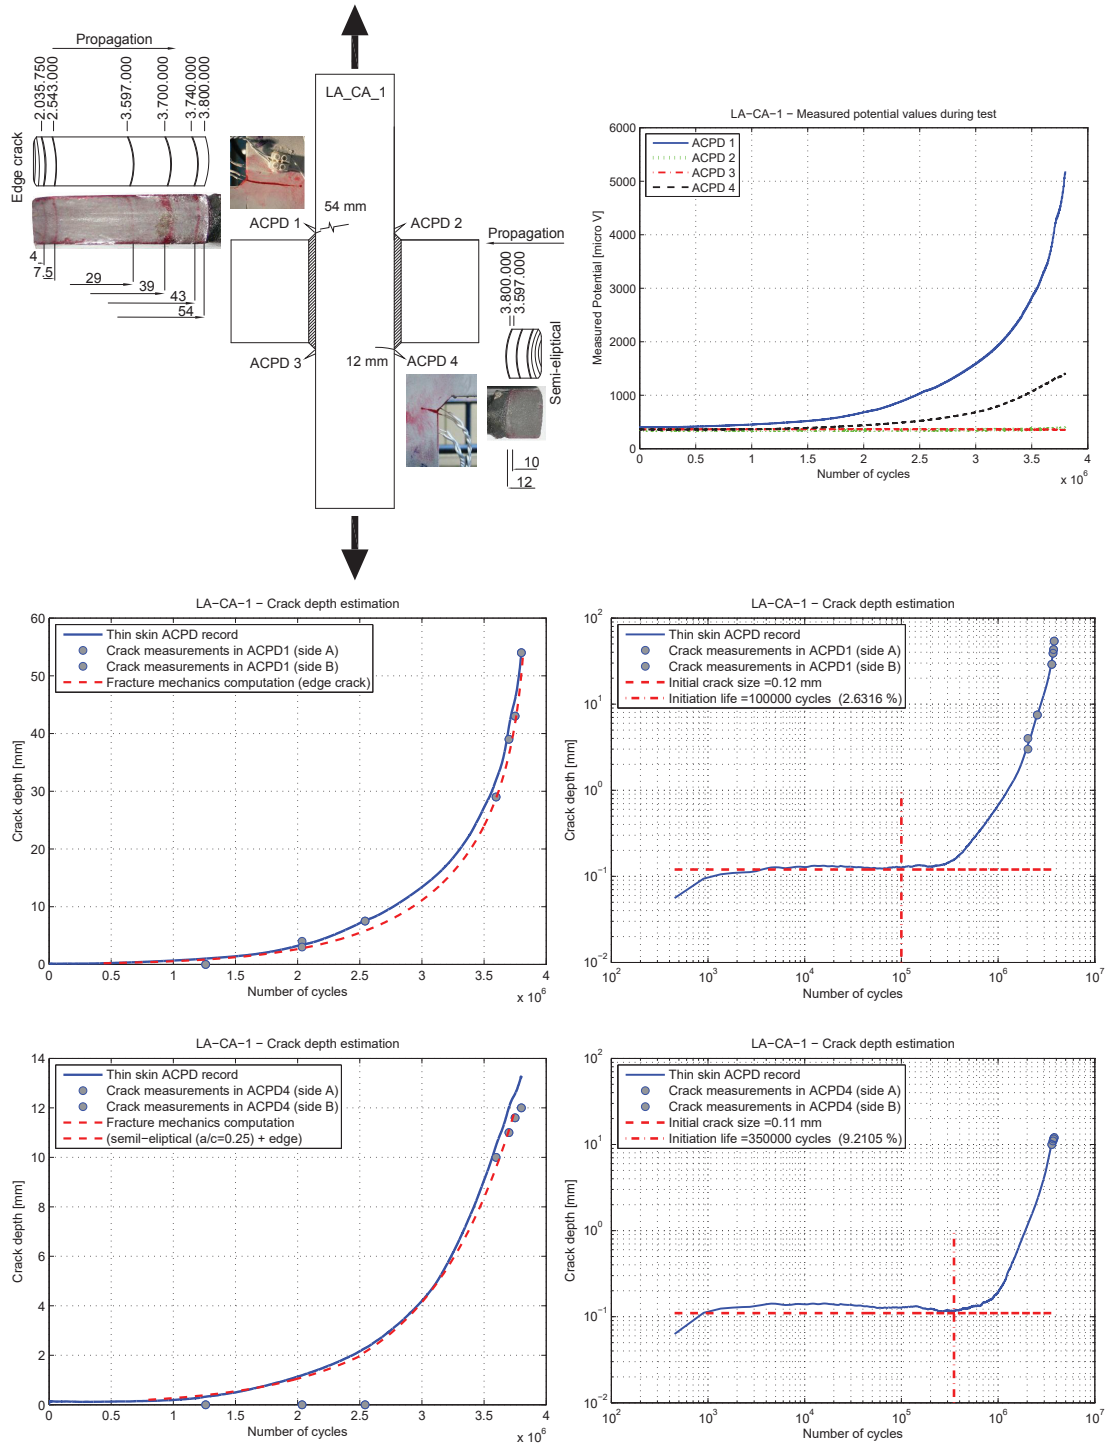 Propagation
2.035.750
2.543.000
3.597.000
3.700.000
3.740.000
3.800.000
Edge crack
4
7.5
29
39
43
54
LA_CA_1
54 mm
ACPD 1
ACPD 2
ACPD 3
12 mm
ACPD 4
Propagation
3.800.000
3.597.000
Semi-eliptical
10
12
LA−CA−1 − Measured potential values during test
ACPD 1
ACPD 2
ACPD 3
ACPD 4
Measured Potential [micro V]
6000
5000
4000
3000
2000
1000
0
0 0.5 1 1.5 2 2.5 3 3.5 4
Number of cycles
x 10^6
LA−CA−1 − Crack depth estimation
Thin skin ACPD record
Crack measurements in ACPD1 (side A)
Crack measurements in ACPD1 (side B)
Fracture mechanics computation (edge crack)
Crack depth [mm]
60
50
40
30
20
10
0
0 0.5 1 1.5 2 2.5 3 3.5 4
Number of cycles
x 10^6
LA−CA−1 − Crack depth estimation
Thin skin ACPD record
Crack measurements in ACPD1 (side A)
Crack measurements in ACPD1 (side B)
Initial crack size =0.12 mm
Initiation life =100000 cycles (2.6316 %)
Crack depth [mm]
10^2
10^1
10^0
10^−1
10^−2
10^2 10^3 10^4 10^5 10^6 10^7
Number of cycles
LA−CA−1 − Crack depth estimation
Thin skin ACPD record
Crack measurements in ACPD4 (side A)
Crack measurements in ACPD4 (side B)
Fracture mechanics computation
(semil−eliptical (a/c=0.25) + edge)
Crack depth [mm]
14
12
10
8
6
4
2
0
0 0.5 1 1.5 2 2.5 3 3.5 4
Number of cycles
x 10^6
LA−CA−1 − Crack depth estimation
Thin skin ACPD record
Crack measurements in ACPD4 (side A)
Crack measurements in ACPD4 (side B)
Initial crack size =0.11 mm
Initiation life =350000 cycles (9.2105 %)
Crack depth [mm]
10^2
10^1
10^0
10^−1
10^−2
10^2 10^3 10^4 10^5 10^6 10^7
Number of cycles